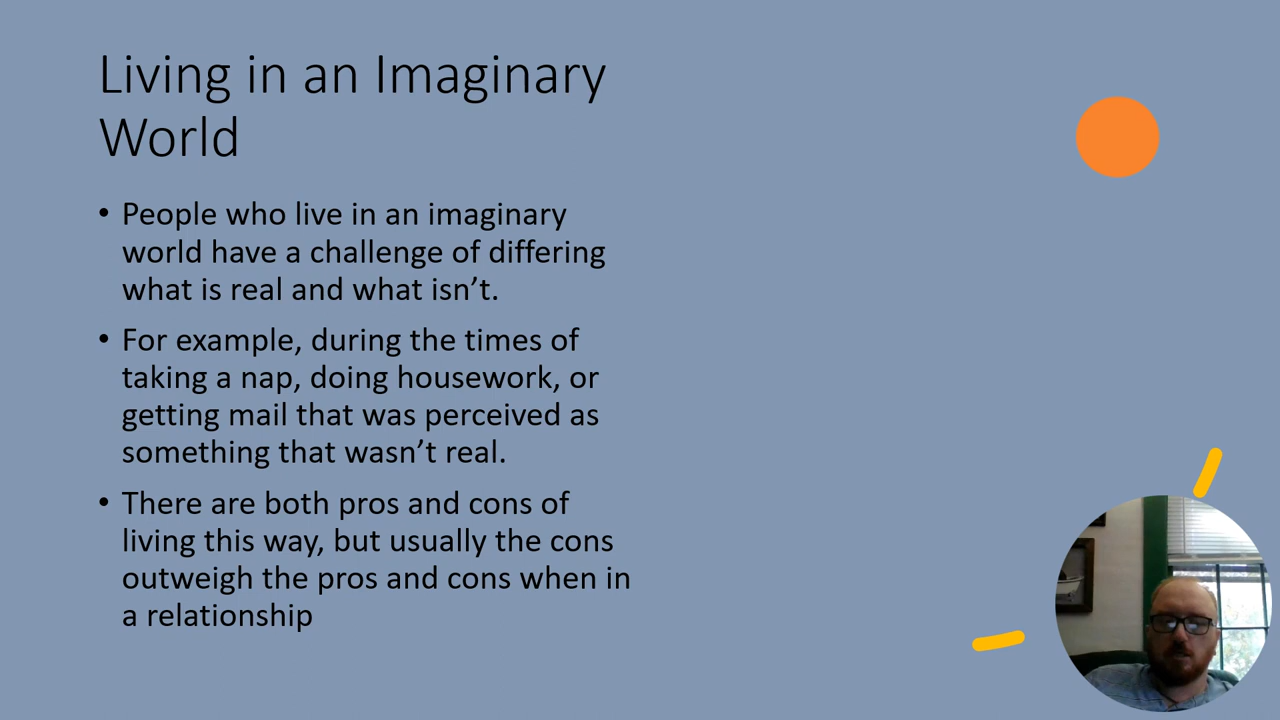 Living in an Imaginary
World
• People who live in an imaginary
world have a challenge of differing
what is real and what isn’t.
• For example, during the times of
taking a nap, doing housework, or
getting mail that was perceived as
something that wasn’t real.
• There are both pros and cons of
living this way, but usually the cons
outweigh the pros and cons when in
a relationship